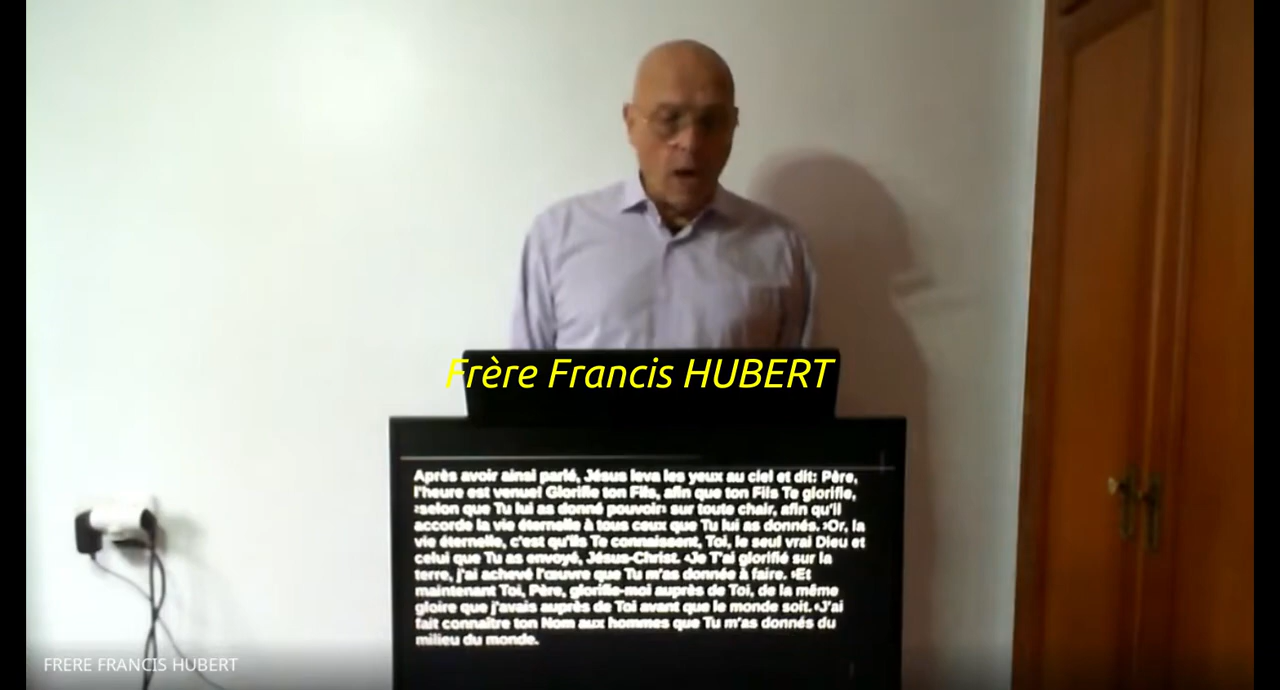 Frère Francis HUBERT
Après avoir ainsi parlé, Jésus leva les yeux au ciel et dit: Père,
l'heure est venue! Glorifie ton Fils, afin que ton Fils Te glorifie,
2selon que Tu lui as donné pouvoir sur toute chair, afin qu'il
accorde la vie éternelle à tous ceux que Tu lui as donnés. 3Or, la
vie éternelle, c'est qu'ils Te connaissent, Toi, le seul vrai Dieu et
celui que Tu as envoyé, Jésus-Christ. 4Je T'ai glorifié sur la
terre, j'ai achevé l'œuvre que Tu m'as donnée à faire. 5Et
maintenant Toi, Père, glorifie-moi auprès de Toi, de la même
gloire que j'avais auprès de Toi avant que le monde soit. 6J'ai
fait connaître ton Nom aux hommes que Tu m'as donnés du
milieu du monde.
FRERE FRANCIS HUBERT